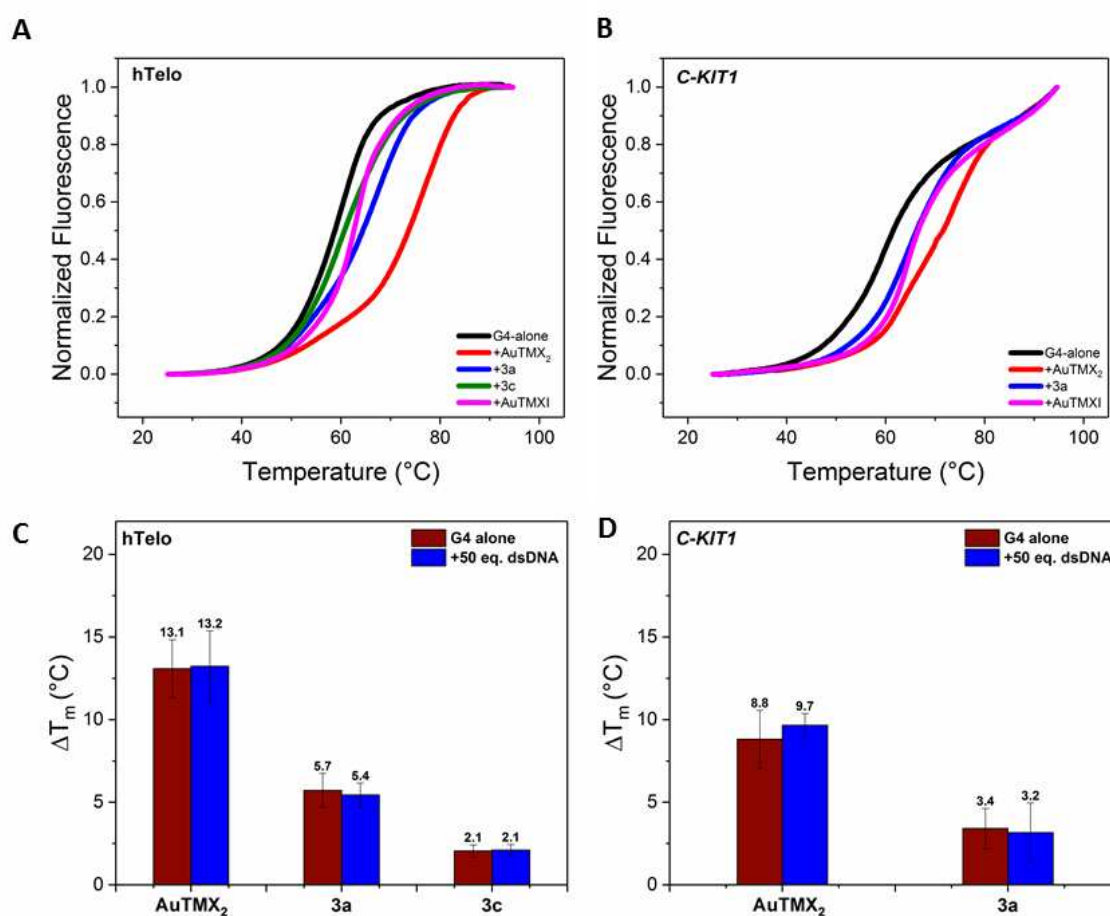 A
hTelo
Normalized Fluorescence
1.0
0.8
0.6
0.4
0.2
0.0
G4-alone
+AuTMX₂
+3a
+3c
+AuTMXI
20 40 60 80 100
Temperature (°C)
B
C-KIT1
Normalized Fluorescence
1.0
0.8
0.6
0.4
0.2
0.0
G4-alone
+AuTMX₂
+3a
+AuTMXI
20 40 60 80 100
Temperature (°C)
C
hTelo
G4 alone
+50 eq. dsDNA
ΔTₘ (°C)
20
15
10
5
0
13.1 13.2
5.7 5.4
2.1 2.1
AuTMX₂ 3a 3c
D
C-KIT1
G4 alone
+50 eq. dsDNA
ΔTₘ (°C)
20
15
10
5
0
8.8 9.7
3.4 3.2
AuTMX₂ 3a